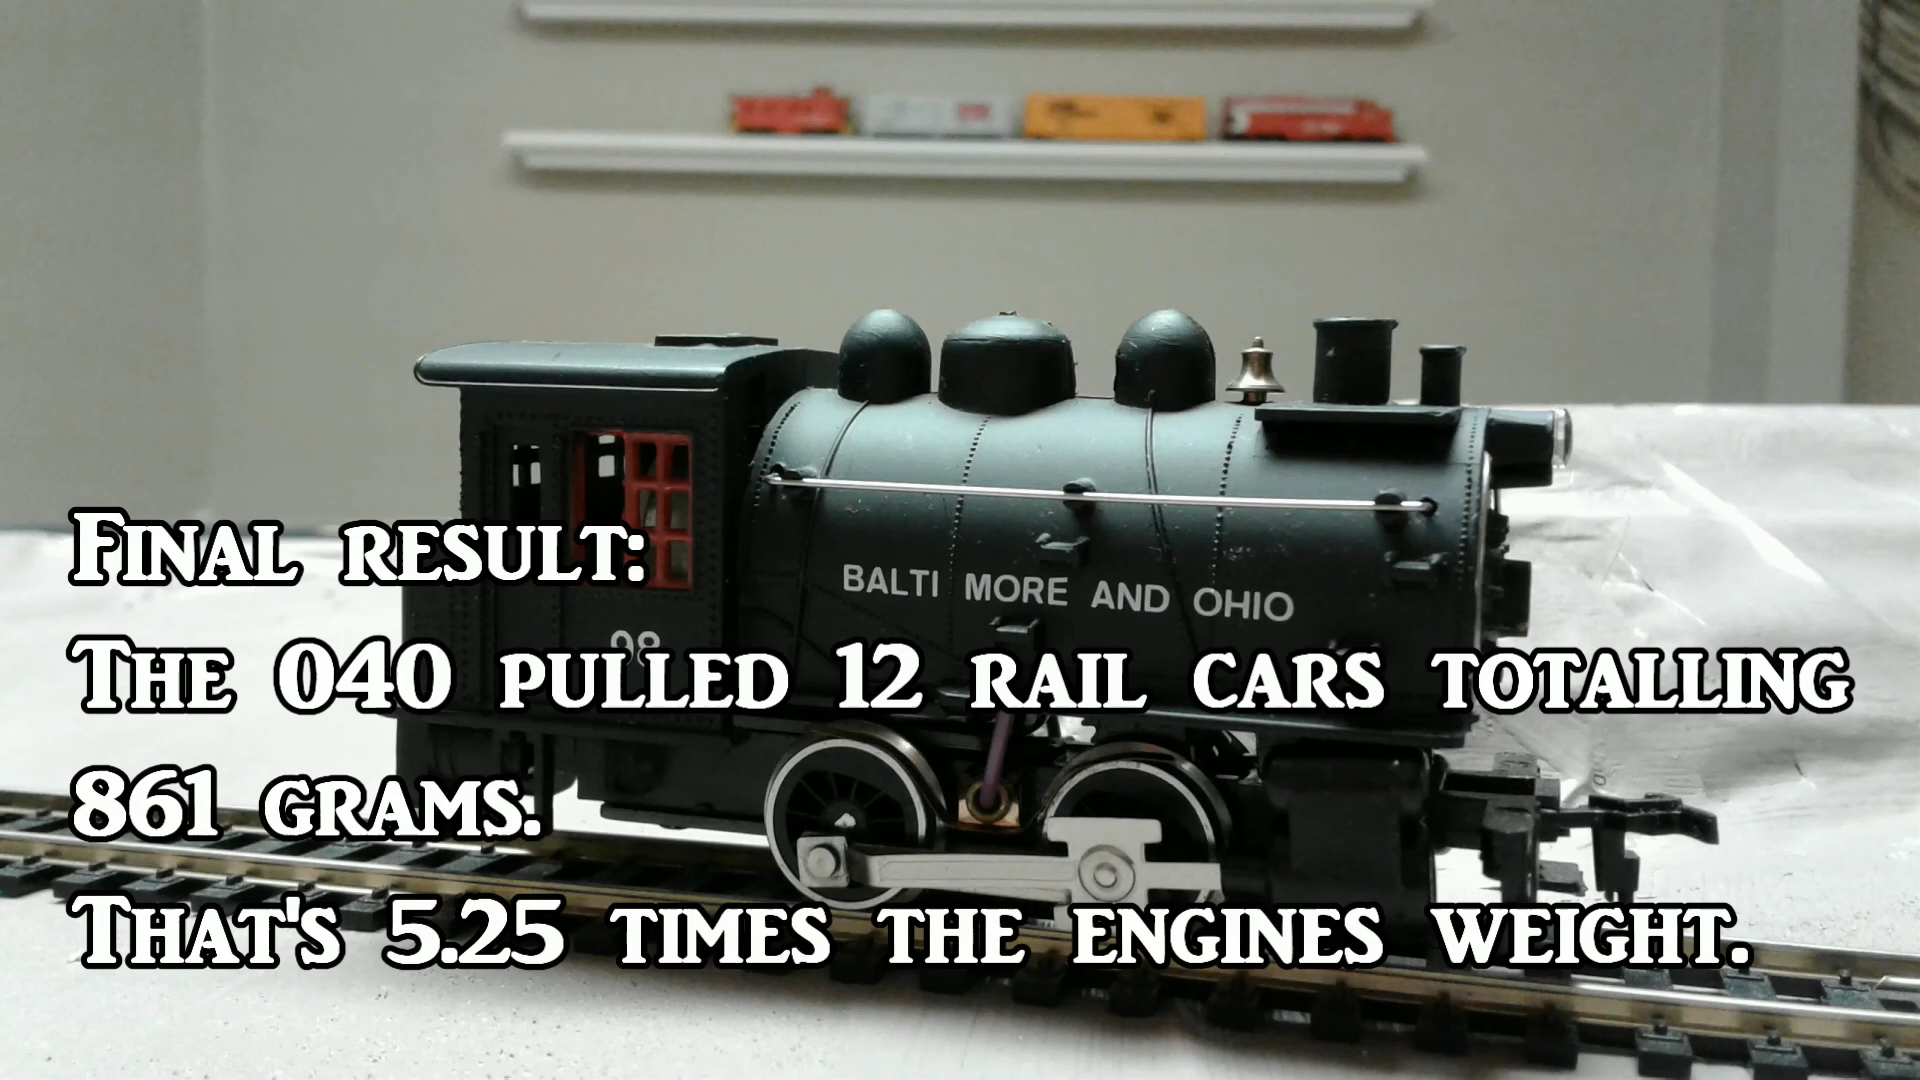 BALTI MORE AND OHIO
98
Final result:
The 040 pulled 12 rail cars totalling
861 grams.
That's 5.25 times the engines weight.